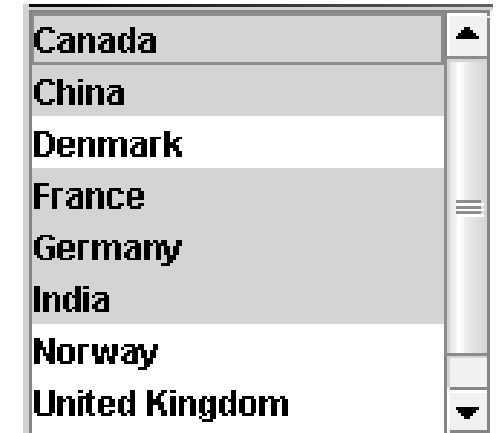 Canada
China
Denmark
France
Germany
India
Norway
United Kingdom